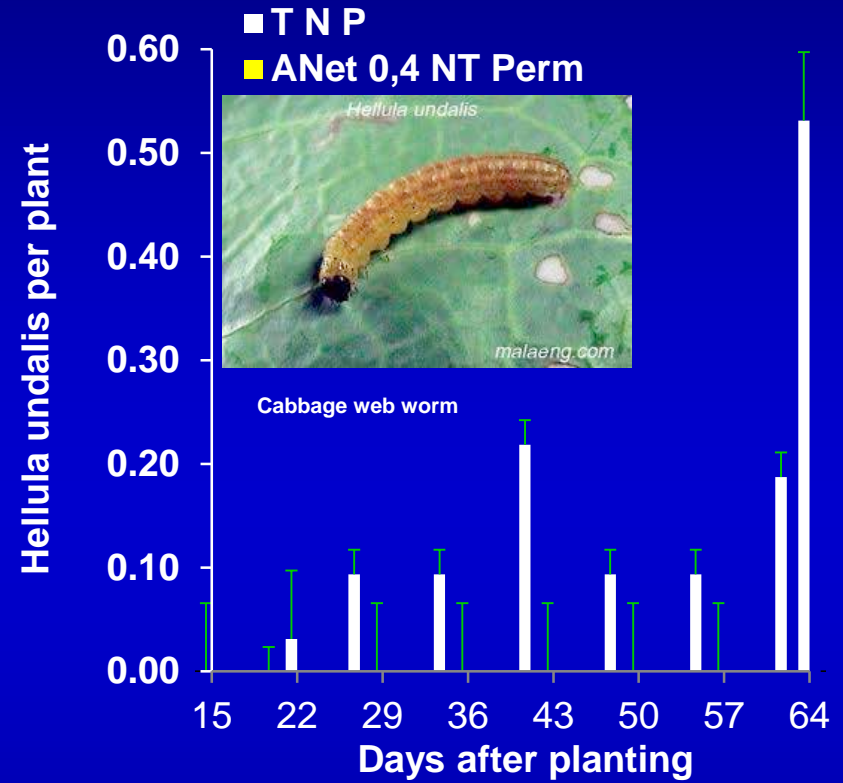 T N P
ANet 0,4 NT Perm
Hellula undalis
malaeng.com
Cabbage web worm
Hellula undalis per plant
0.60
0.50
0.40
0.30
0.20
0.10
0.00
15 22 29 36 43 50 57 64
Days after planting